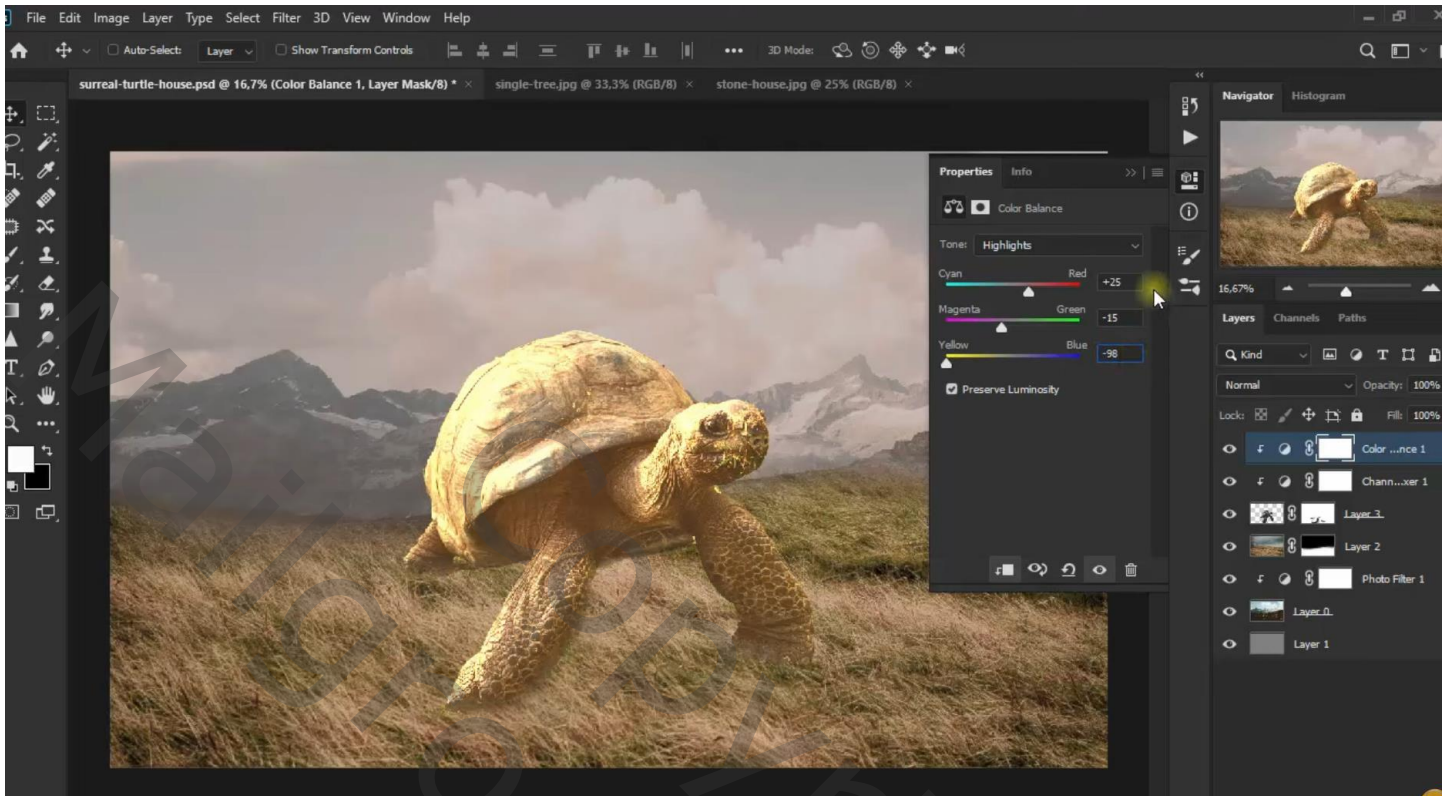 File Edit Image Layer Type Select Filter 3D View Window Help
Auto-Select: Layer Show Transform Controls 3D Mode:
surreal-turtle-house.psd @ 16,7% (Color Balance 1, Layer Mask/8) * × single-tree.jpg @ 33,3% (RGB/8) × stone-house.jpg @ 25% (RGB/8) ×
Navigator Histogram
Properties Info
Color Balance
Tone: Highlights
Cyan Red +25
Magenta Green -15
Yellow Blue -98
Preserve Luminosity
16,67%
Layers Channels Paths
Kind
Normal Opacity: 100%
Lock: Fill: 100%
Color ...nce 1
Chann...xer 1
Layer 3
Layer 2
Photo Filter 1
Layer 0
Layer 1